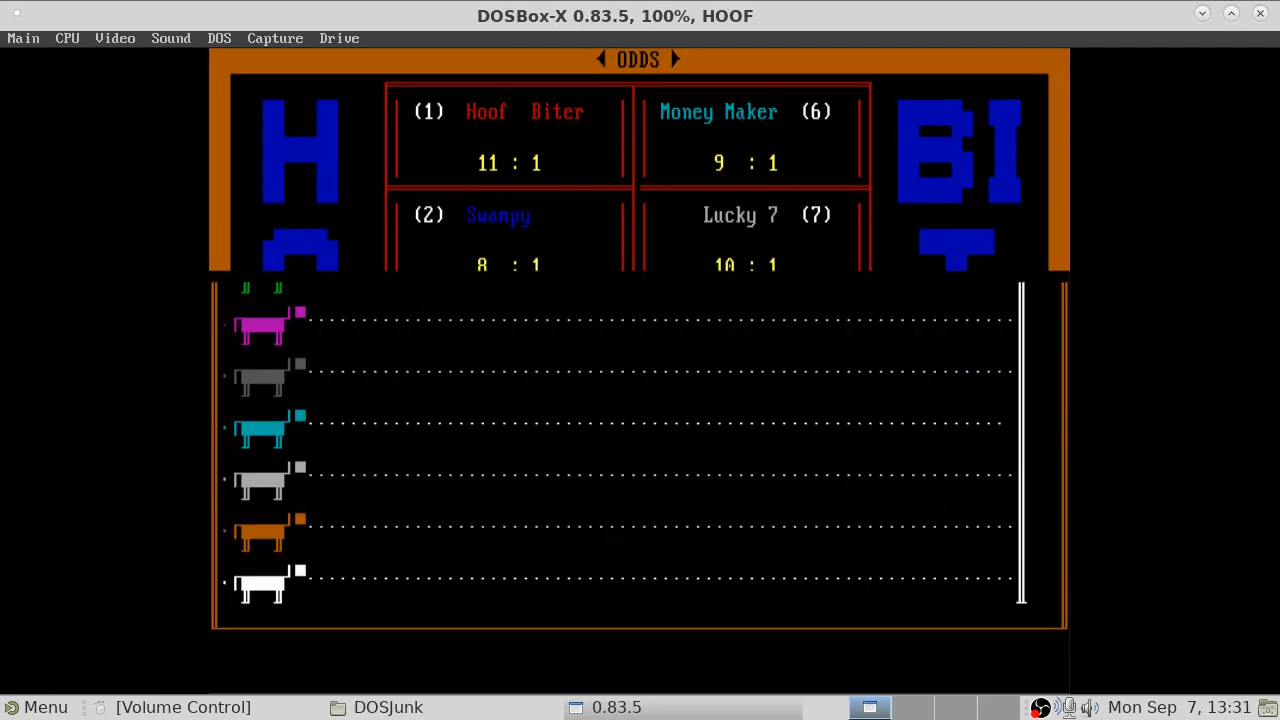 DOSBox-X 0.83.5, 100%, HOOF
Main CPU Video Sound DOS Capture Drive
ODDS
H
BI
(1) Hoof Biter
Money Maker (6)
11 : 1
9 : 1
(2) Swampy
Lucky 7 (7)
8 : 1
10 : 1
Menu [Volume Control] DOSJunk 0.83.5 Mon Sep 7, 13:31